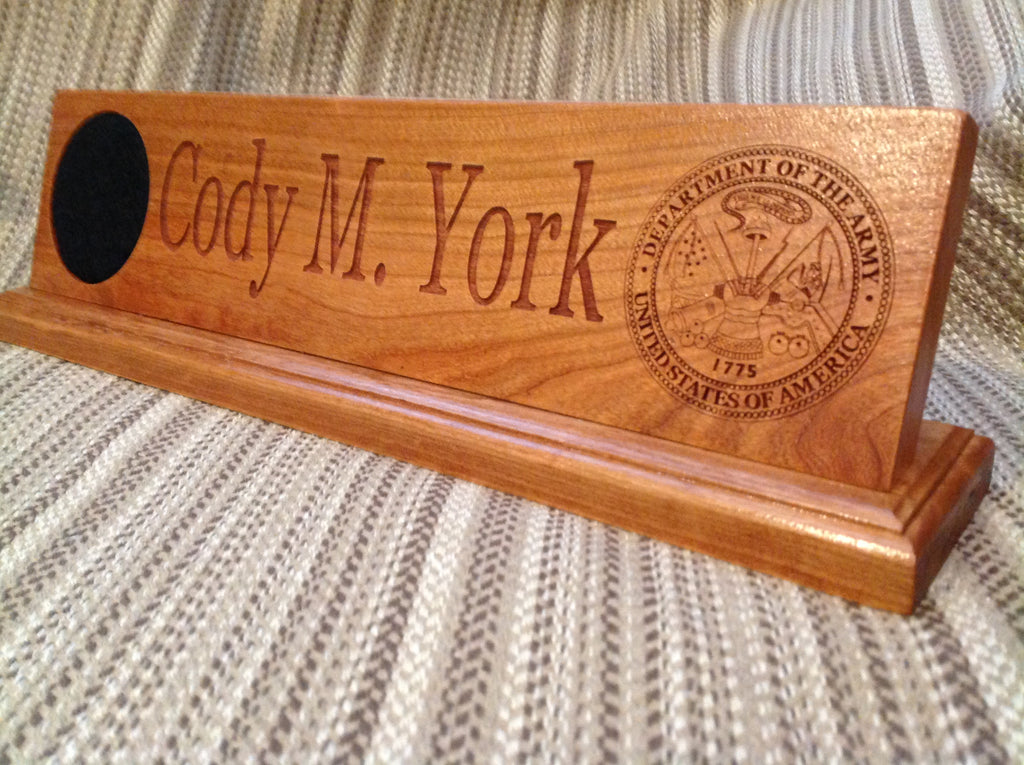 Cody M. York
DEPARTMENT OF THE ARMY
1775
UNITED STATES OF AMERICA